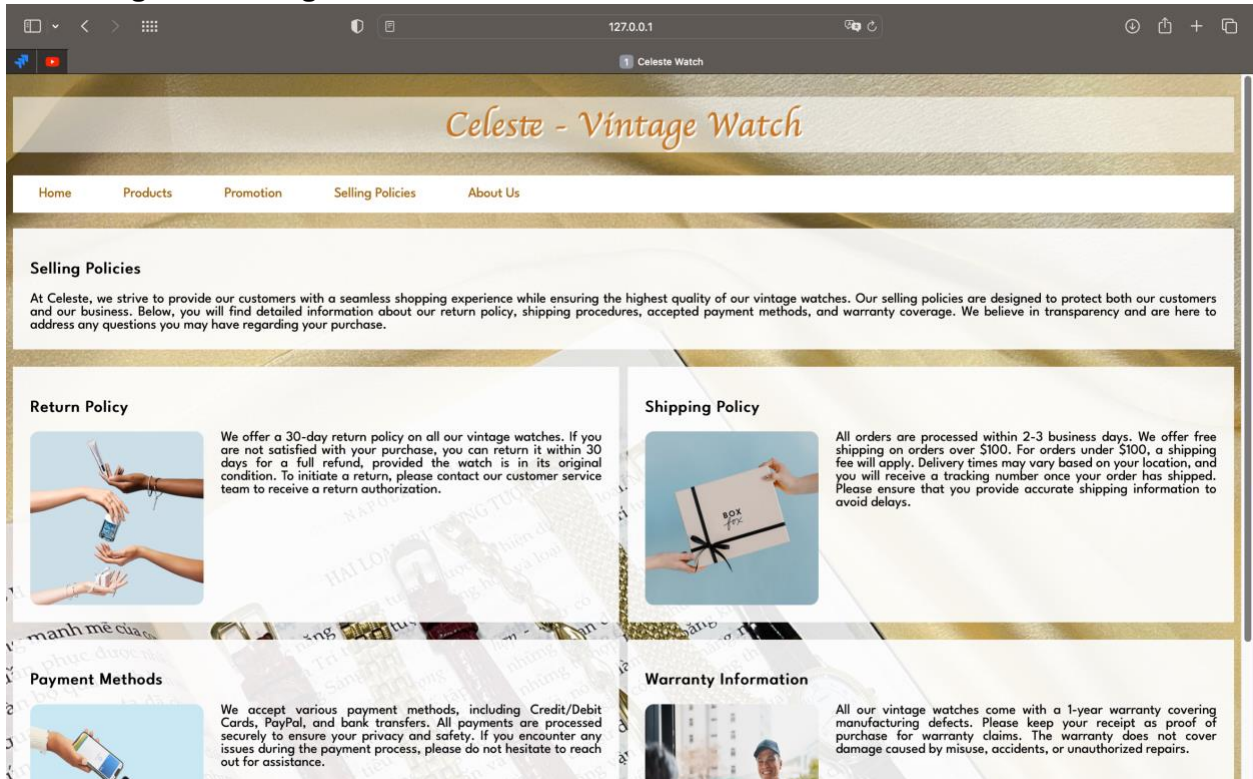 127.0.0.1
1 Celeste Watch
Celeste - Vintage Watch
Home Products Promotion Selling Policies About Us
Selling Policies
At Celeste, we strive to provide our customers with a seamless shopping experience while ensuring the highest quality of our vintage watches. Our selling policies are designed to protect both our customers
and our business. Below, you will find detailed information about our return policy, shipping procedures, accepted payment methods, and warranty coverage. We believe in transparency and are here to
address any questions you may have regarding your purchase.
Return Policy
We offer a 30-day return policy on all our vintage watches. If you
are not satisfied with your purchase, you can return it within 30
days for a full refund, provided the watch is in its original
condition. To initiate a return, please contact our customer service
team to receive a return authorization.
Shipping Policy
BOX
fox
All orders are processed within 2-3 business days. We offer free
shipping on orders over $100. For orders under $100, a shipping
fee will apply. Delivery times may vary based on your location, and
you will receive a tracking number once your order has shipped.
Please ensure that you provide accurate shipping information to
avoid delays.
mạnh mẽ của
Payment Methods
We accept various payment methods, including Credit/Debit
Cards, PayPal, and bank transfers. All payments are processed
securely to ensure your privacy and safety. If you encounter any
issues during the payment process, please do not hesitate to reach
out for assistance.
Warranty Information
All our vintage watches come with a 1-year warranty covering
manufacturing defects. Please keep your receipt as proof of
purchase for warranty claims. The warranty does not cover
damage caused by misuse, accidents, or unauthorized repairs.